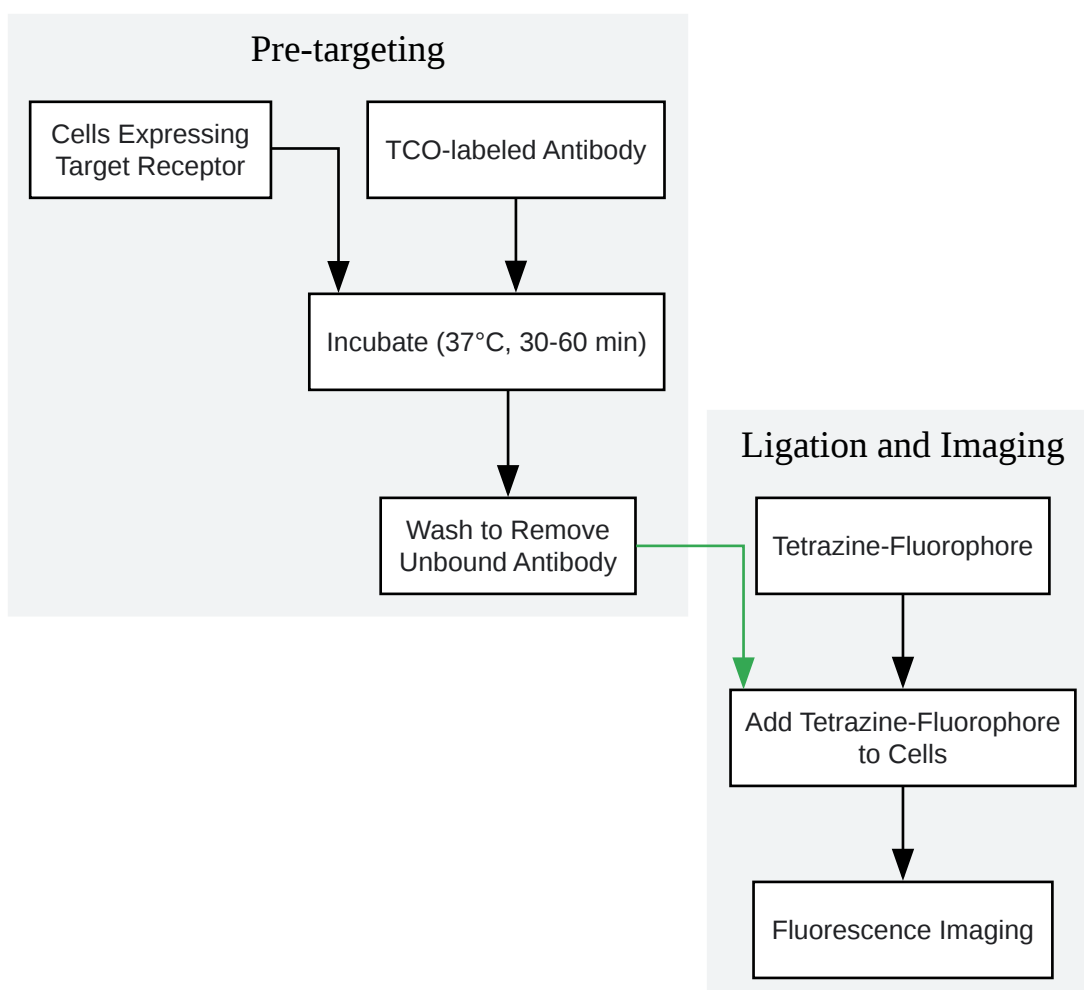 Pre-targeting
Cells Expressing
Target Receptor
TCO-labeled Antibody
Incubate (37°C, 30-60 min)
Wash to Remove
Unbound Antibody
Ligation and Imaging
Tetrazine-Fluorophore
Add Tetrazine-Fluorophore
to Cells
Fluorescence Imaging